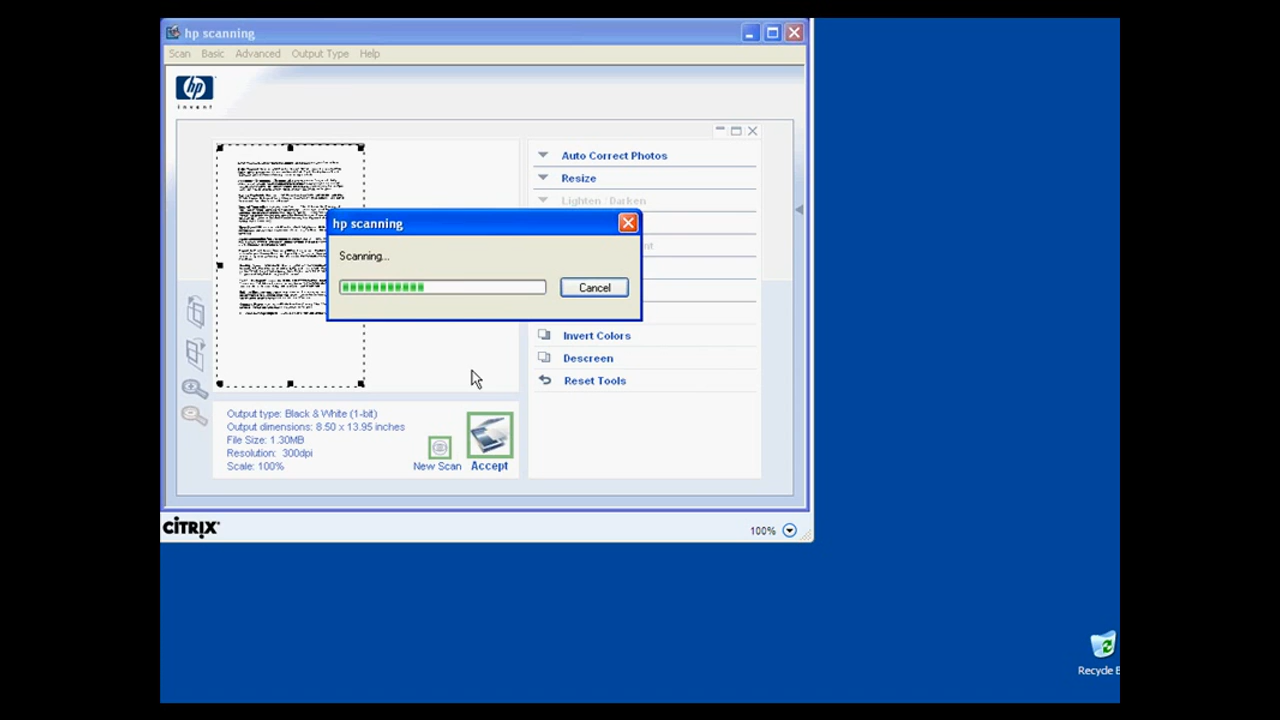 hp scanning
Scan Basic Advanced Output Type Help
hp
invent
Auto Correct Photos
Resize
Lighten / Darken
hp scanning
Scanning...
Cancel
Invert Colors
Descreen
Reset Tools
Output type: Black & White (1-bit)
Output dimensions: 8.50 x 13.95 inches
File Size: 1.30MB
Resolution: 300dpi
Scale: 100%
New Scan
Accept
CITRIX
100%
Recycle